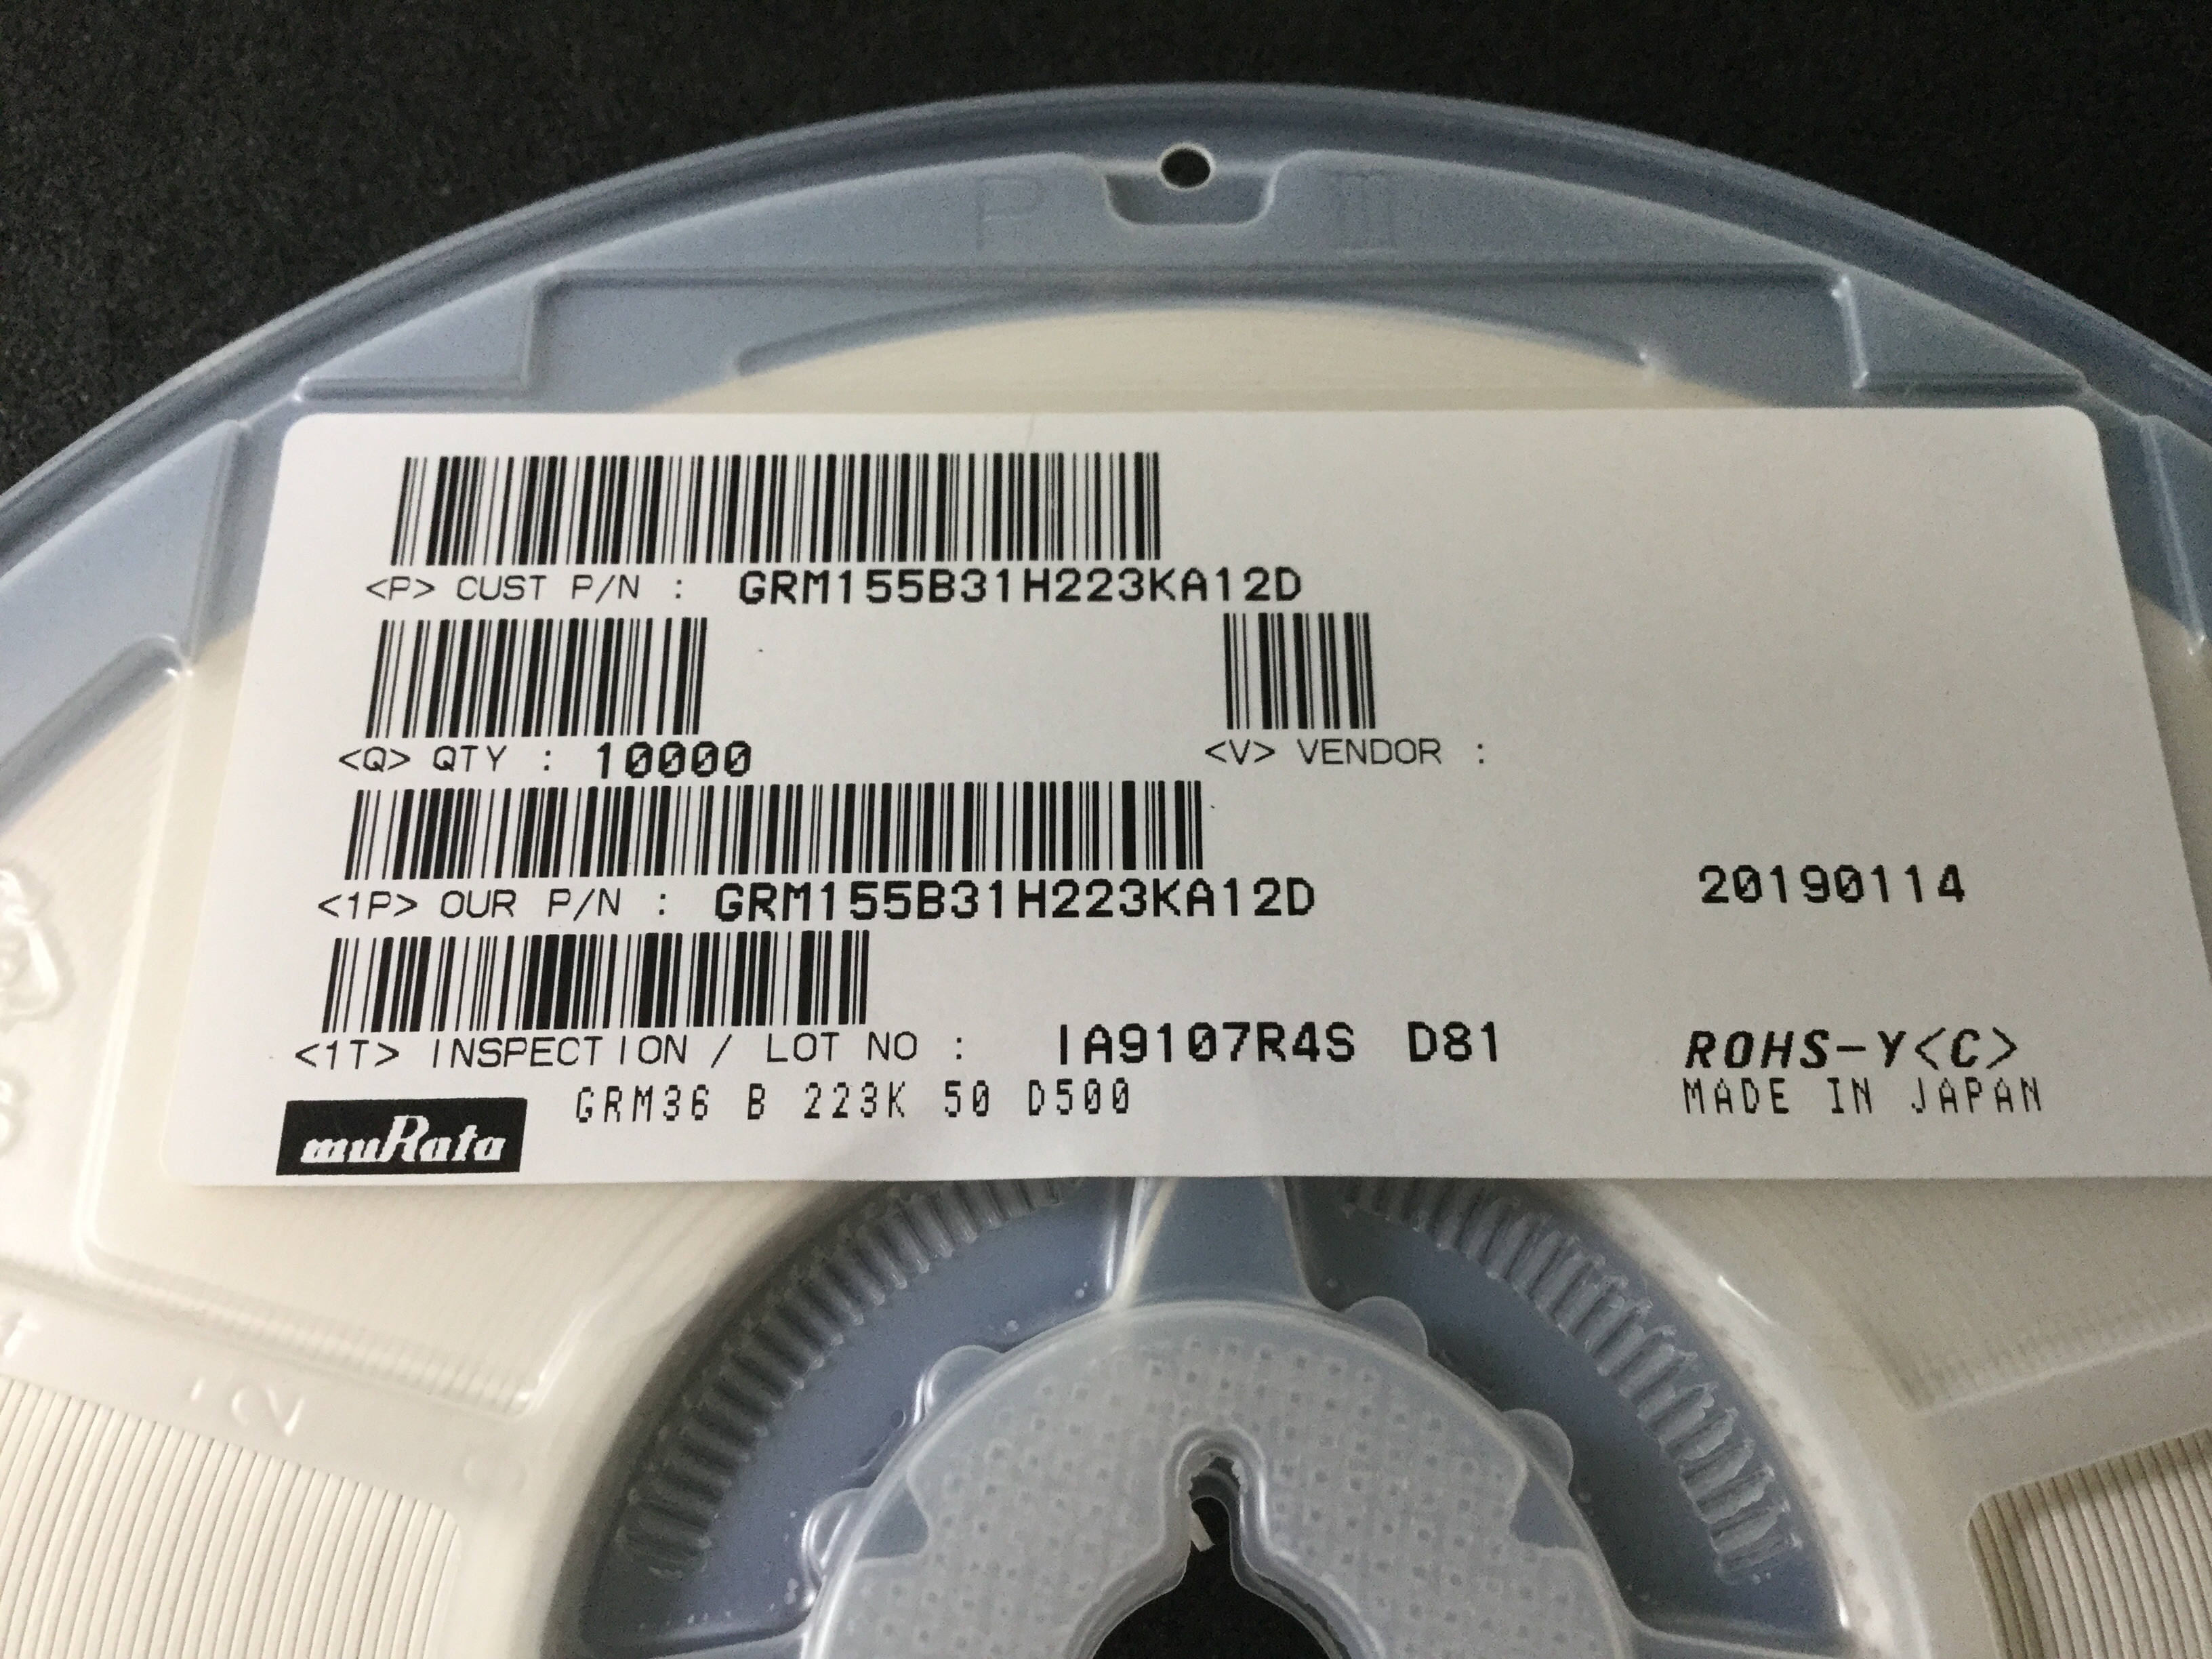 P III
<P> CUST P/N : GRM155B31H223KA12D
<Q> QTY : 10000
<V> VENDOR :
<1P> OUR P/N : GRM155B31H223KA12D
20190114
<1T> INSPECTION / LOT NO : IA9107R4S D81
ROHS-Y<C>
GRM36 B 223K 50 D500
MADE IN JAPAN
muRata